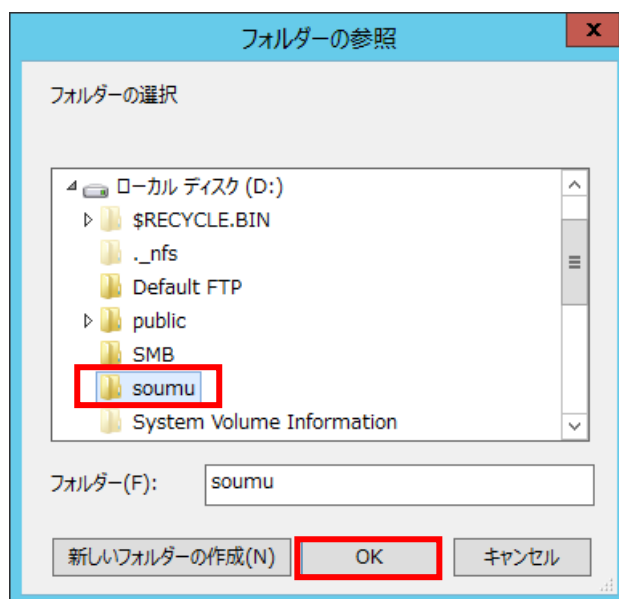 フォルダーの参照
x
フォルダーの選択
ローカル ディスク (D:)
$RECYCLE.BIN
._nfs
Default FTP
public
SMB
soumu
System Volume Information
フォルダー(F): soumu
新しいフォルダーの作成(N) OK キャンセル